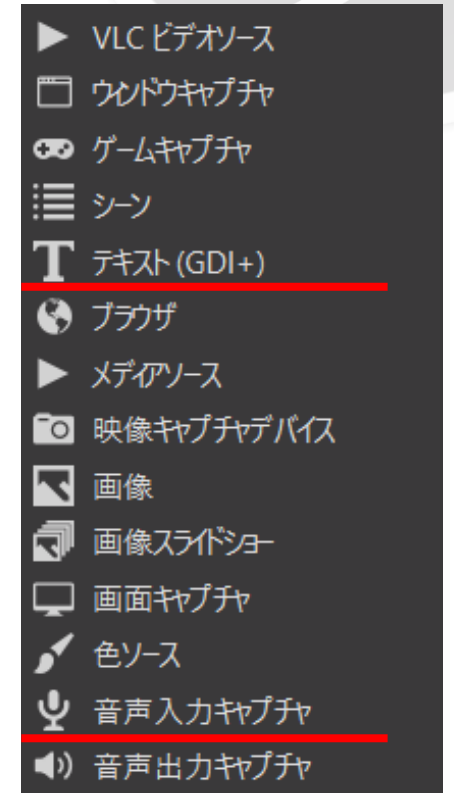 VLC ビデオソース
ウィンドウキャプチャ
ゲームキャプチャ
シーン
テキスト (GDI+)
ブラウザ
メディアソース
映像キャプチャデバイス
画像
画像スライドショー
画面キャプチャ
色ソース
音声入力キャプチャ
音声出力キャプチャ